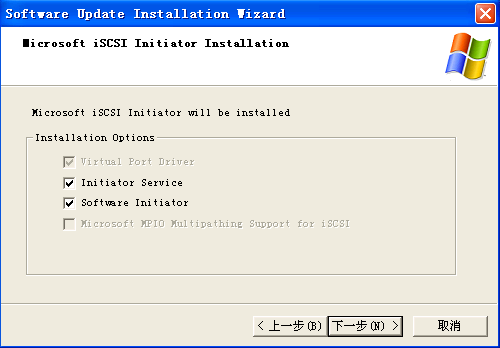 Software Update Installation Wizard
Microsoft iSCSI Initiator Installation
Microsoft iSCSI Initiator will be installed
Installation Options
Virtual Port Driver
Initiator Service
Software Initiator
Microsoft MPIO Multipathing Support for iSCSI
< 上一步(B) 下一步(N) > 取消